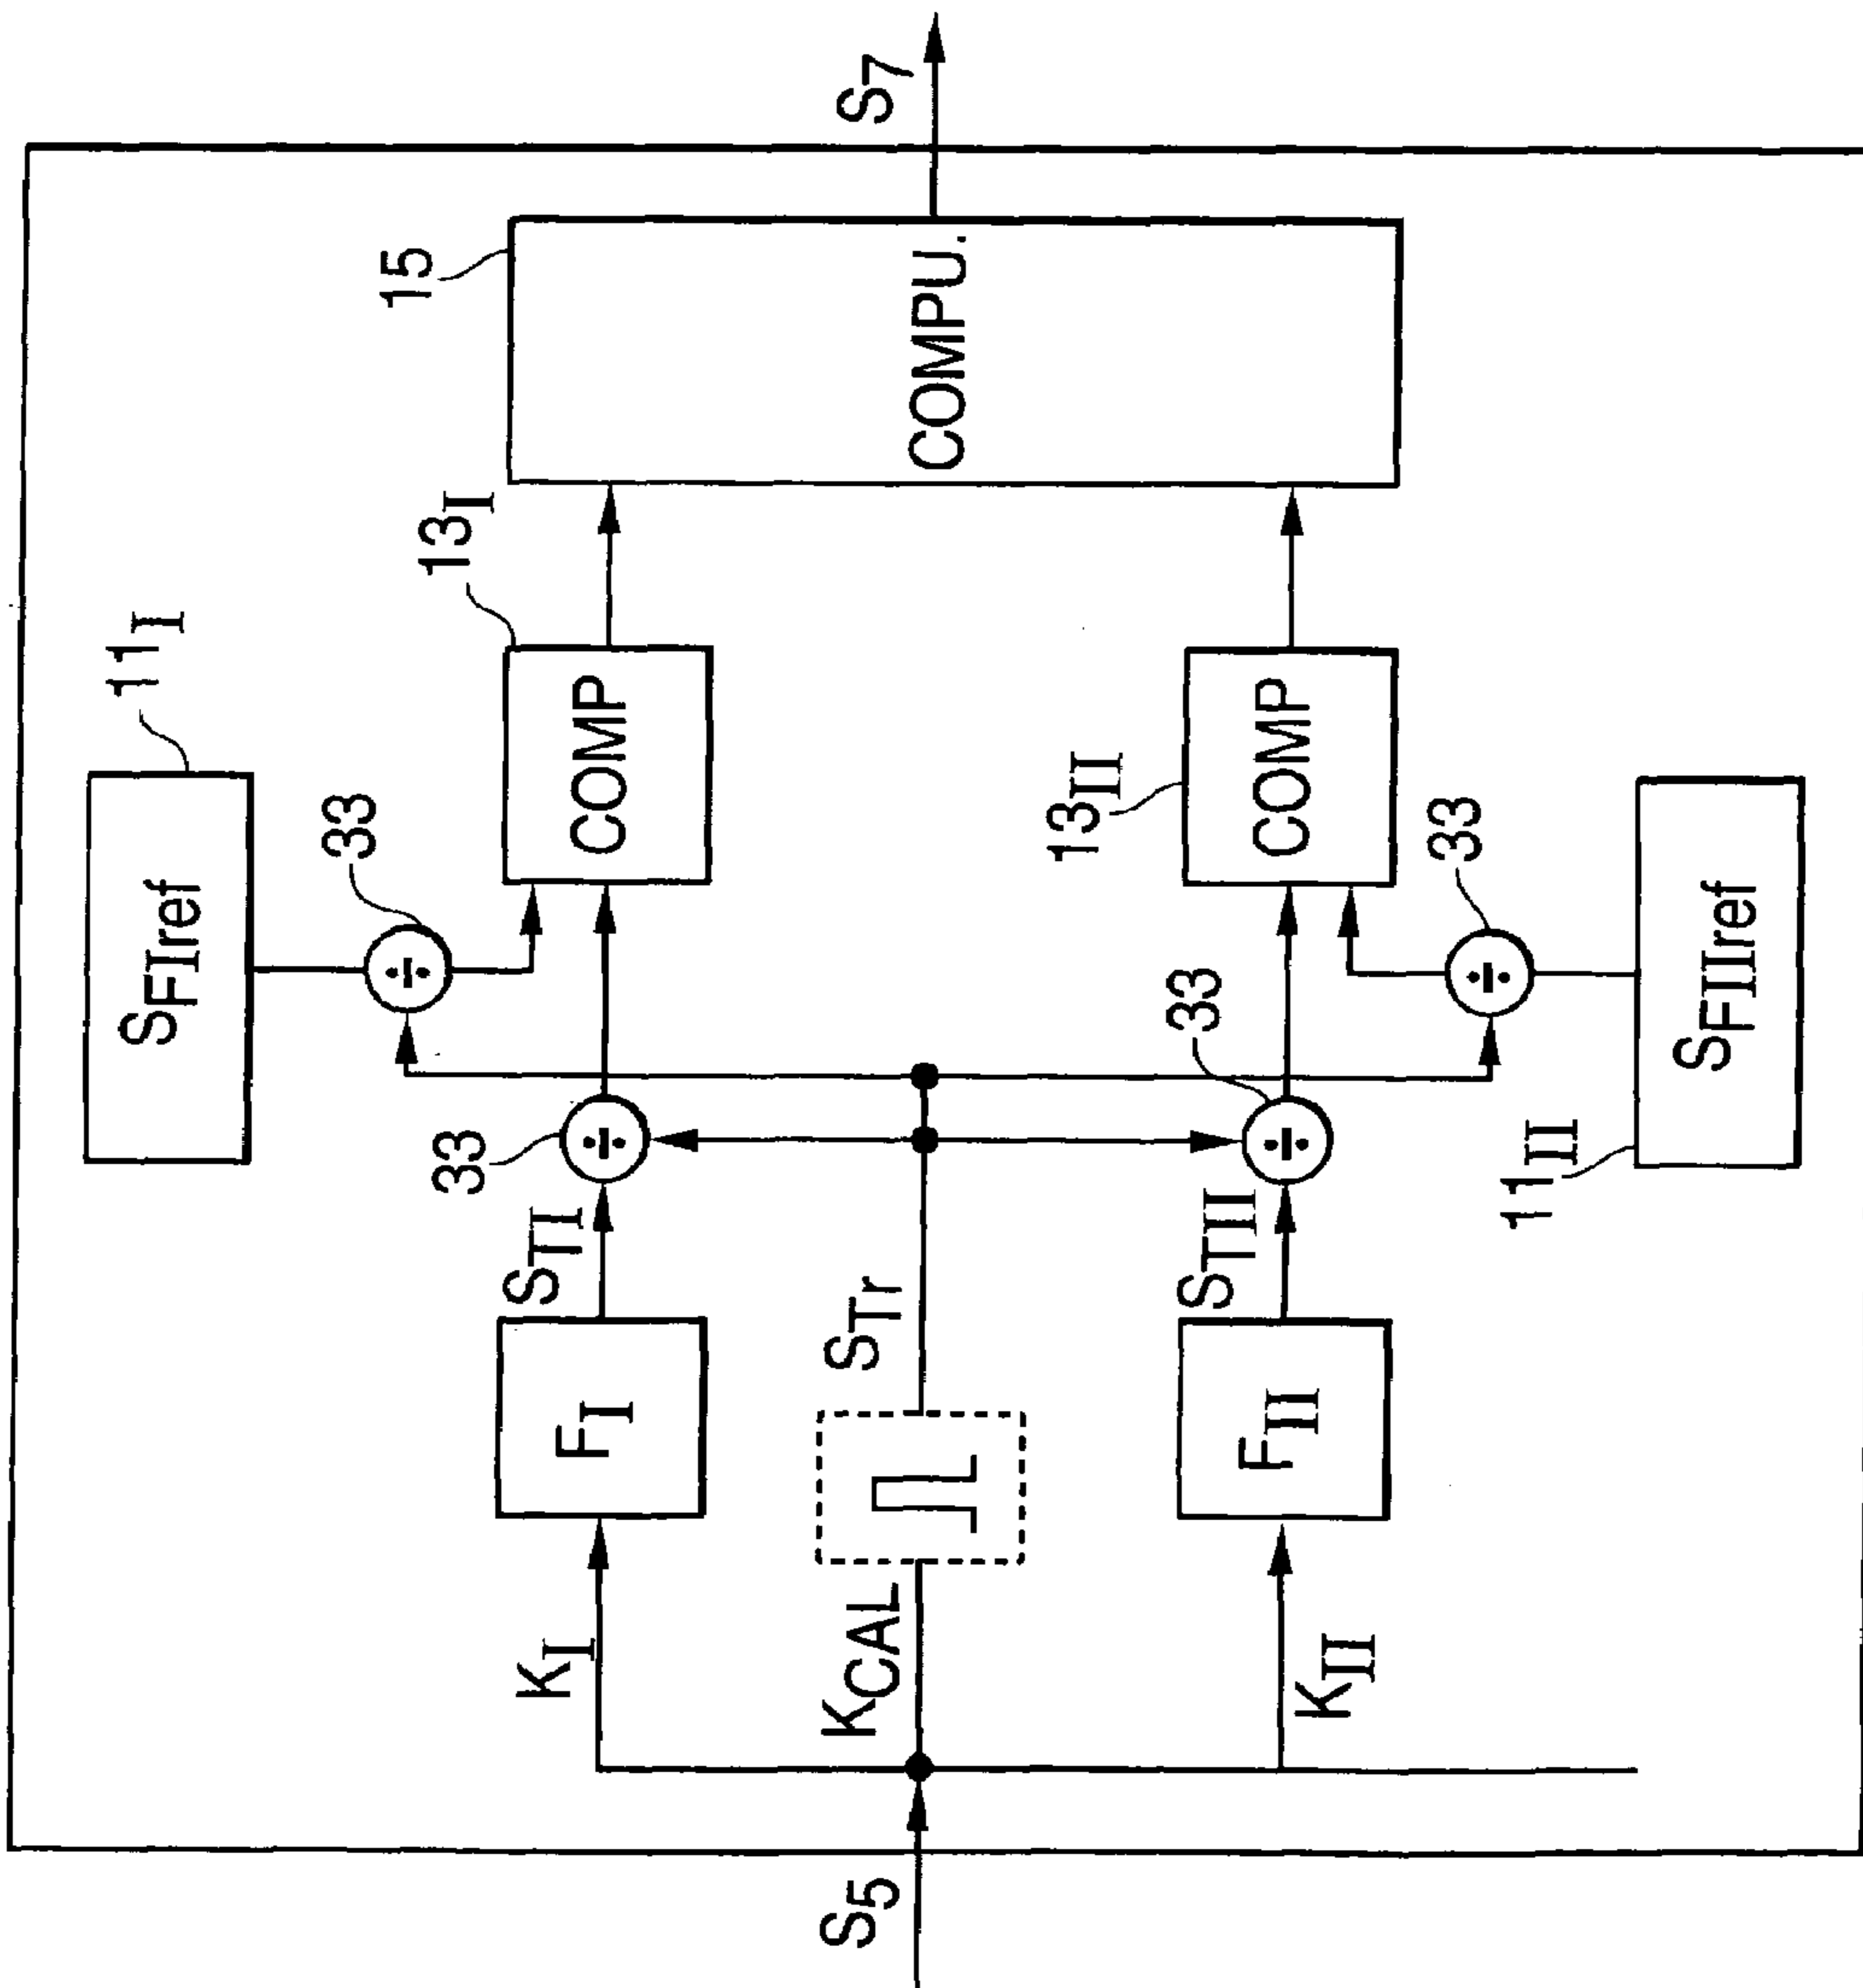 11I
SFIref
33
13I
15
COMP
KI
FI
STI
33
S5
KCAL
STr
COMPU.
S7
KII
FII
STII
33
13II
COMP
33
11II
SFIIref